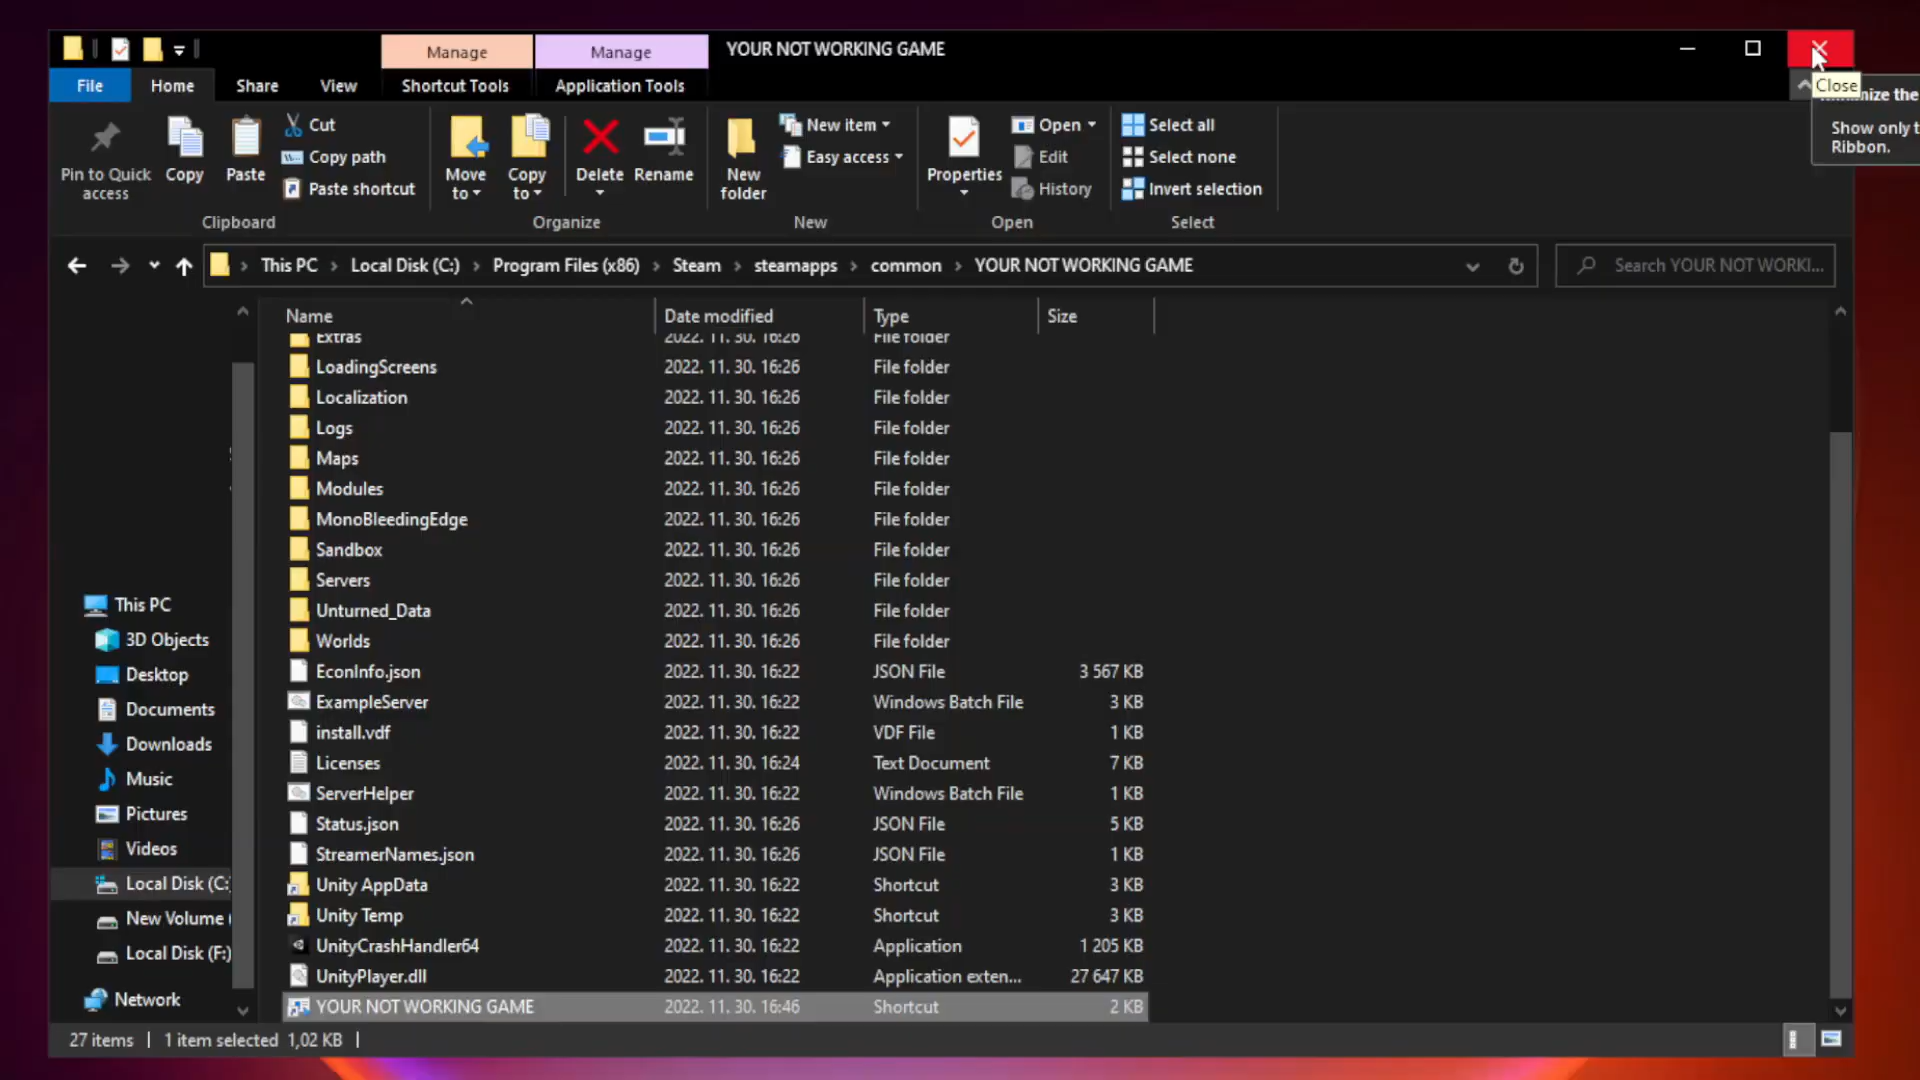 Manage
Manage
YOUR NOT WORKING GAME
File
Home
Share
View
Shortcut Tools
Application Tools
Close
Pin to Quick access
Copy
Paste
Cut
Copy path
Paste shortcut
Clipboard
Move to
Copy to
Delete
Rename
Organize
New folder
New item
Easy access
New
Properties
Open
Edit
History
Open
Select all
Select none
Invert selection
Select
the
Show only t
Ribbon.
This PC
Local Disk (C:)
Program Files (x86)
Steam
steamapps
common
YOUR NOT WORKING GAME
Search YOUR NOT WORKI...
Name Date modified Type Size
Extras 2022. 11. 30. 16:26 File folder
LoadingScreens 2022. 11. 30. 16:26 File folder
Localization 2022. 11. 30. 16:26 File folder
Logs 2022. 11. 30. 16:26 File folder
Maps 2022. 11. 30. 16:26 File folder
Modules 2022. 11. 30. 16:26 File folder
MonoBleedingEdge 2022. 11. 30. 16:26 File folder
Sandbox 2022. 11. 30. 16:26 File folder
Servers 2022. 11. 30. 16:26 File folder
Unturned_Data 2022. 11. 30. 16:26 File folder
Worlds 2022. 11. 30. 16:26 File folder
EconInfo.json 2022. 11. 30. 16:22 JSON File 3 567 KB
ExampleServer 2022. 11. 30. 16:22 Windows Batch File 3 KB
install.vdf 2022. 11. 30. 16:22 VDF File 1 KB
Licenses 2022. 11. 30. 16:24 Text Document 7 KB
ServerHelper 2022. 11. 30. 16:22 Windows Batch File 1 KB
Status.json 2022. 11. 30. 16:26 JSON File 5 KB
StreamerNames.json 2022. 11. 30. 16:26 JSON File 1 KB
Unity AppData 2022. 11. 30. 16:22 Shortcut 3 KB
Unity Temp 2022. 11. 30. 16:22 Shortcut 3 KB
UnityCrashHandler64 2022. 11. 30. 16:22 Application 1 205 KB
UnityPlayer.dll 2022. 11. 30. 16:22 Application exten... 27 647 KB
YOUR NOT WORKING GAME 2022. 11. 30. 16:46 Shortcut 2 KB
This PC
3D Objects
Desktop
Documents
Downloads
Music
Pictures
Videos
Local Disk (C:
New Volume (
Local Disk (F:)
Network
27 items
1 item selected 1,02 KB